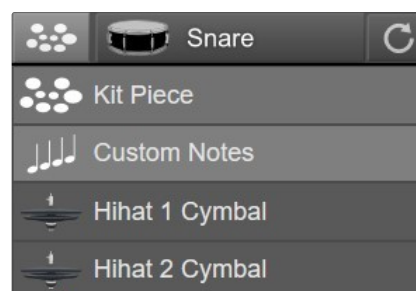 Snare
Kit Piece
Custom Notes
Hihat 1 Cymbal
Hihat 2 Cymbal